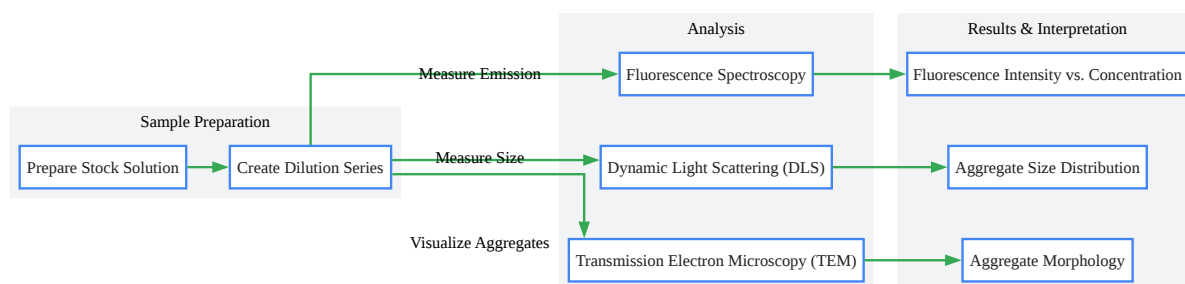 Analysis
Results & Interpretation
Measure Emission
Fluorescence Spectroscopy
Fluorescence Intensity vs. Concentration
Sample Preparation
Prepare Stock Solution
Create Dilution Series
Measure Size
Dynamic Light Scattering (DLS)
Aggregate Size Distribution
Visualize Aggregates
Transmission Electron Microscopy (TEM)
Aggregate Morphology